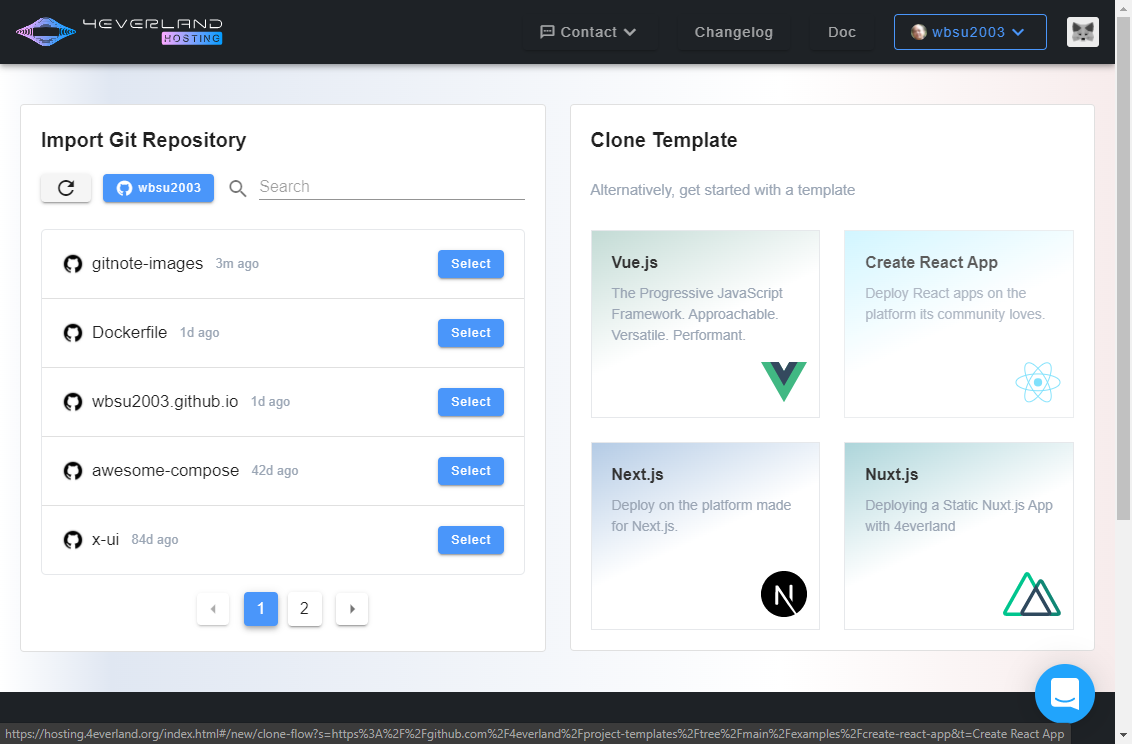 4EVERLAND
HOSTING
Contact
Changelog
Doc
wbsu2003
Import Git Repository
wbsu2003
Search
gitnote-images 3m ago
Select
Dockerfile 1d ago
Select
wbsu2003.github.io 1d ago
Select
awesome-compose 42d ago
Select
x-ui 84d ago
Select
1
2
Clone Template
Alternatively, get started with a template
Vue.js
The Progressive JavaScript
Framework. Approachable.
Versatile. Performant.
Create React App
Deploy React apps on the
platform its community loves.
Next.js
Deploy on the platform made
for Next.js.
N
Nuxt.js
Deploying a Static Nuxt.js App
with 4everland
https://hosting.4everland.org/index.html#/new/clone-flow?s=https%3A%2F%2Fgithub.com%2F4everland%2Fproject-templates%2Ftree%2Fmain%2Fexamples%2Fcreate-react-app&t=Create React App